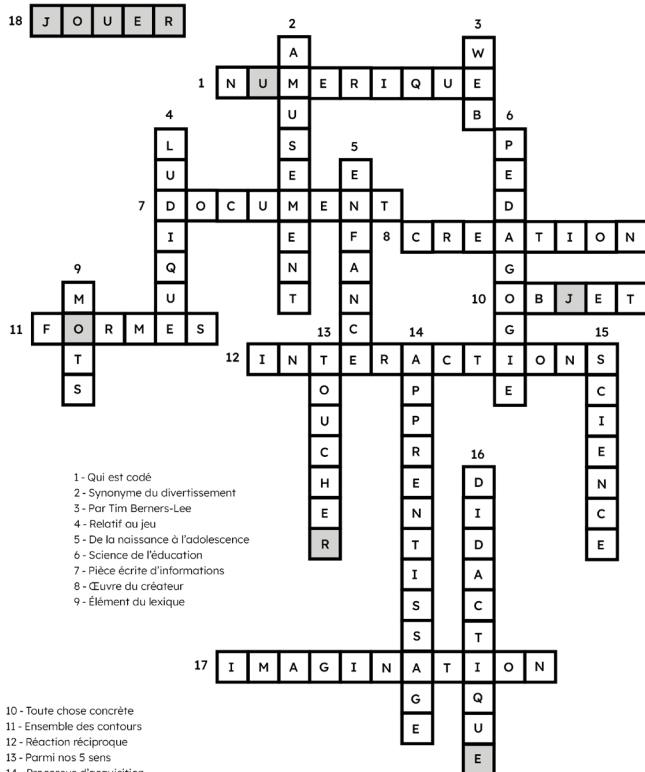 18 JOUER
2 AMUSEMENT
3 WEB
1 NUMERIQUE
4 LUDIQUE
6 PEDAGOGIE
5 ENFANCE
7 DOCUMENT
8 CREATION
9 MOTS
10 OBJET
11 FORMES
13 TOUCHER
14 APPRENTISSAGE
15 SCIENCE
12 INTERACTIONS
16 DIDACTIQUE
1 - Qui est codé
2 - Synonyme du divertissement
3 - Par Tim Berners-Lee
4 - Relatif au jeu
5 - De la naissance à l'adolescence
6 - Science de l'éducation
7 - Pièce écrite d'informations
8 - Œuvre du créateur
9 - Élément du lexique
17 IMAGINATION
10 - Toute chose concrète
11 - Ensemble des contours
12 - Réaction réciproque
13 - Parmi nos 5 sens
14 - Processus d'acquisition